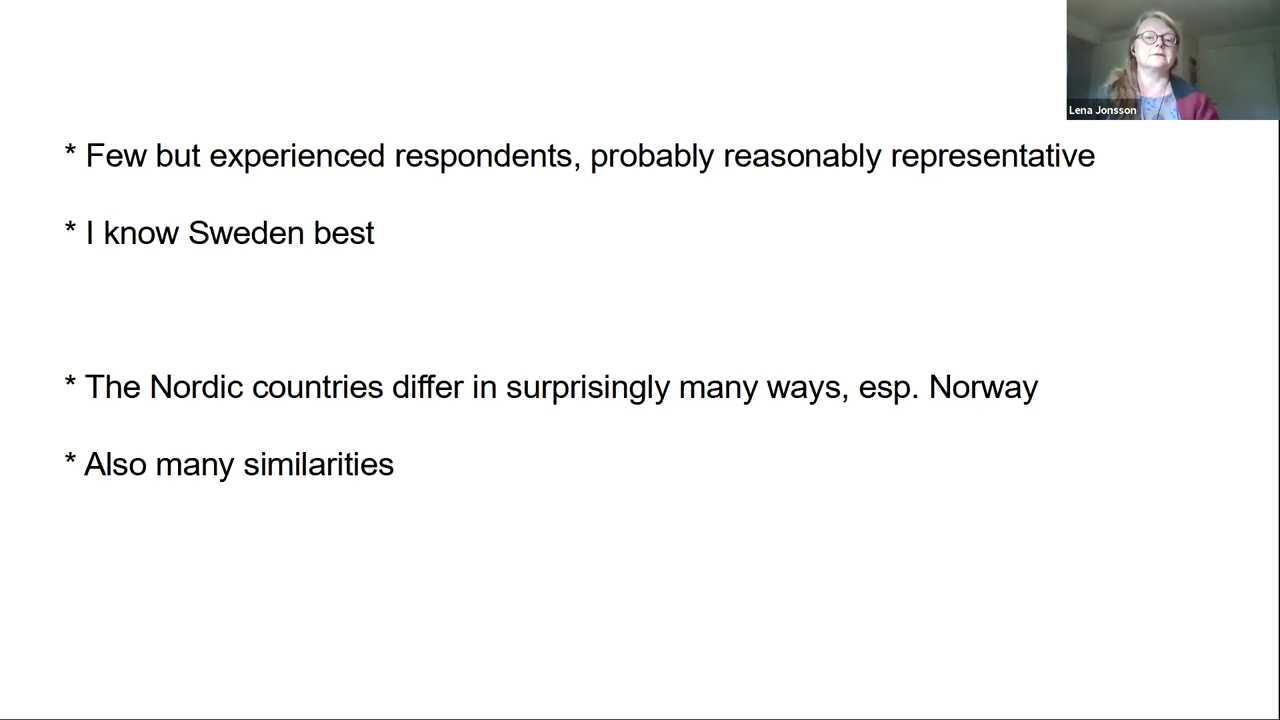 Lena Jonsson
* Few but experienced respondents, probably reasonably representative
* I know Sweden best
* The Nordic countries differ in surprisingly many ways, esp. Norway
* Also many similarities